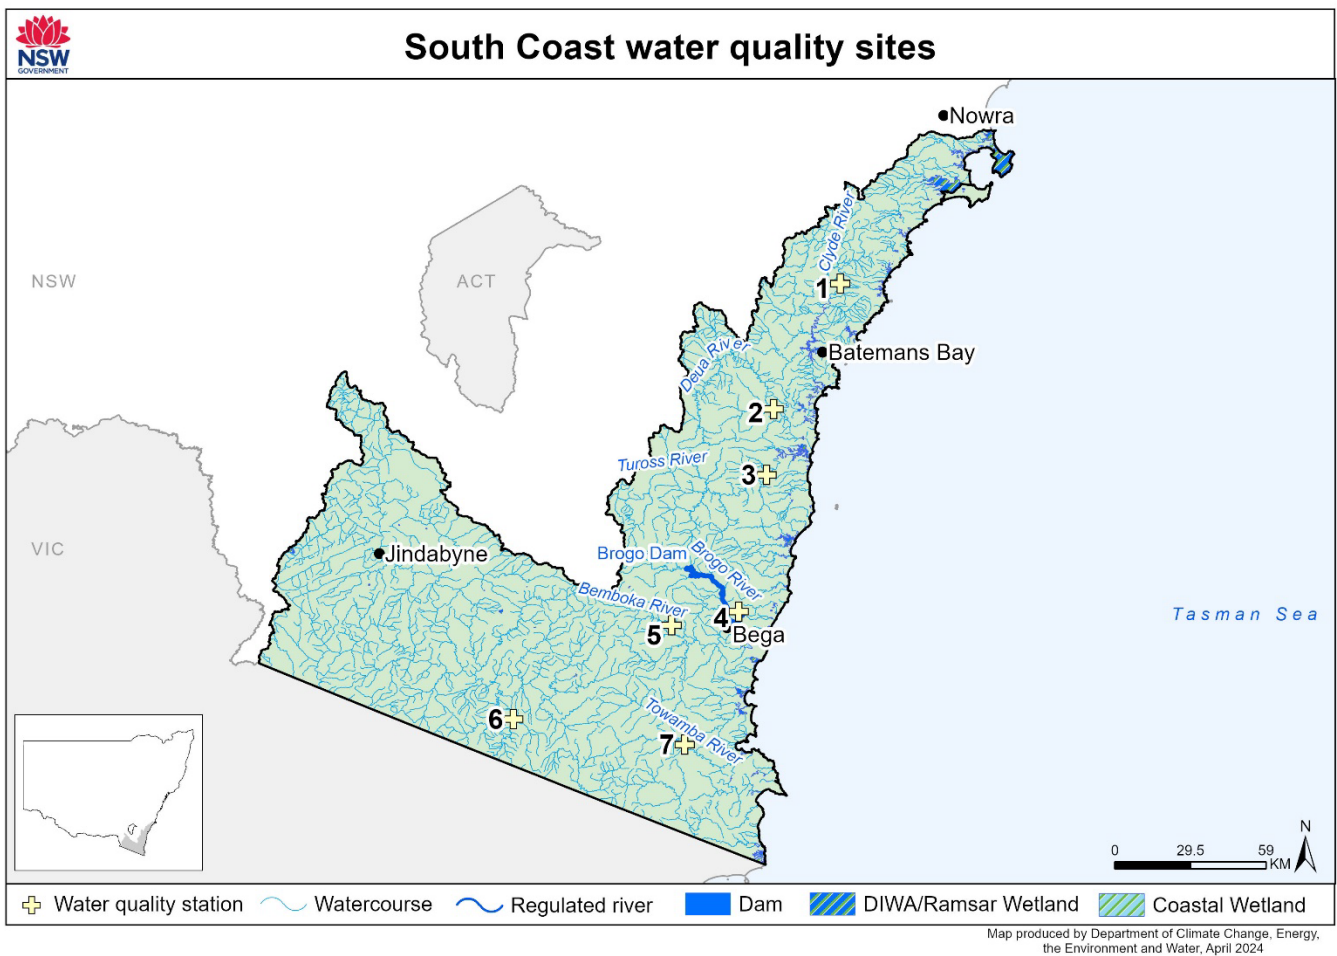 NSW
GOVERNMENT
South Coast water quality sites
Nowra
Clyde River
NSW
ACT
1
Batemans Bay
Deua River
2
Tuross River
3
VIC
Jindabyne
Brogo Dam
Brogo River
Bemboka River
4
Tasman Sea
5
Bega
6
Towamba River
7
N
0 29.5 59
KM
Water quality station
Watercourse
Regulated river
Dam
DIWA/Ramsar Wetland
Coastal Wetland
Map produced by Department of Climate Change, Energy,
the Environment and Water, April 2024